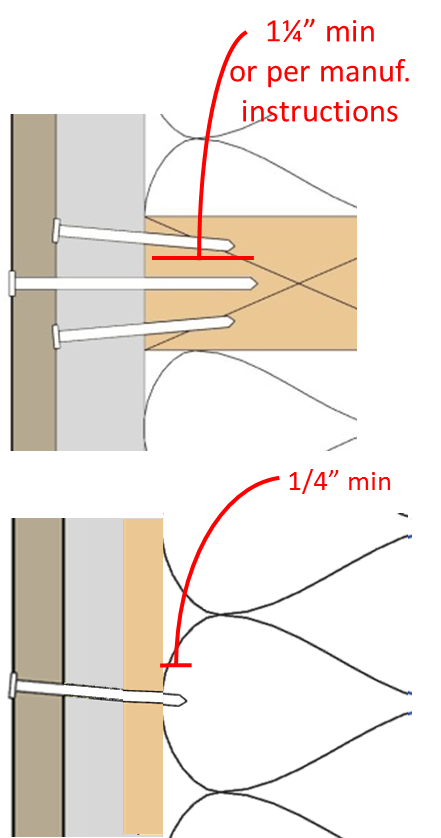 1¼” min
or per manuf.
instructions
1/4” min